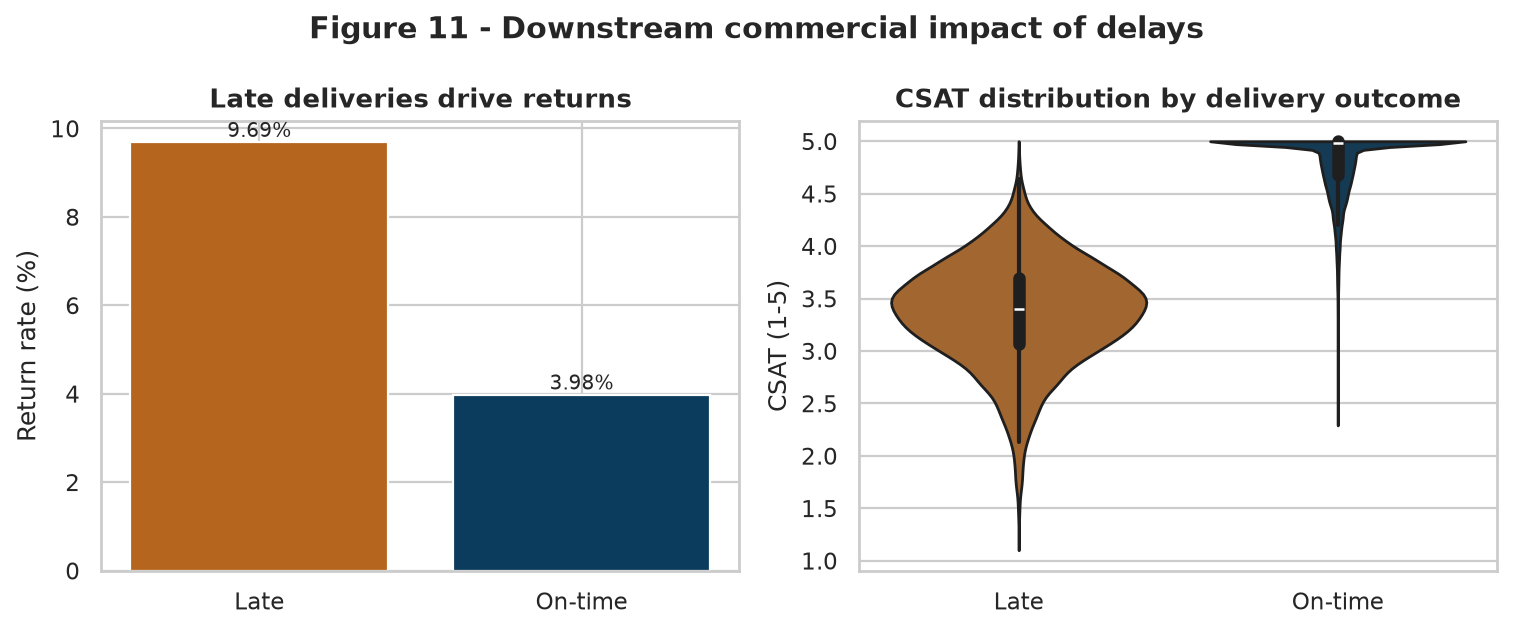 Figure 11 - Downstream commercial impact of delays
Late deliveries drive returns
Return rate (%)
10
8
6
4
2
0
9.69%
3.98%
Late
On-time
CSAT distribution by delivery outcome
CSAT (1-5)
5.0
4.5
4.0
3.5
3.0
2.5
2.0
1.5
1.0
Late
On-time